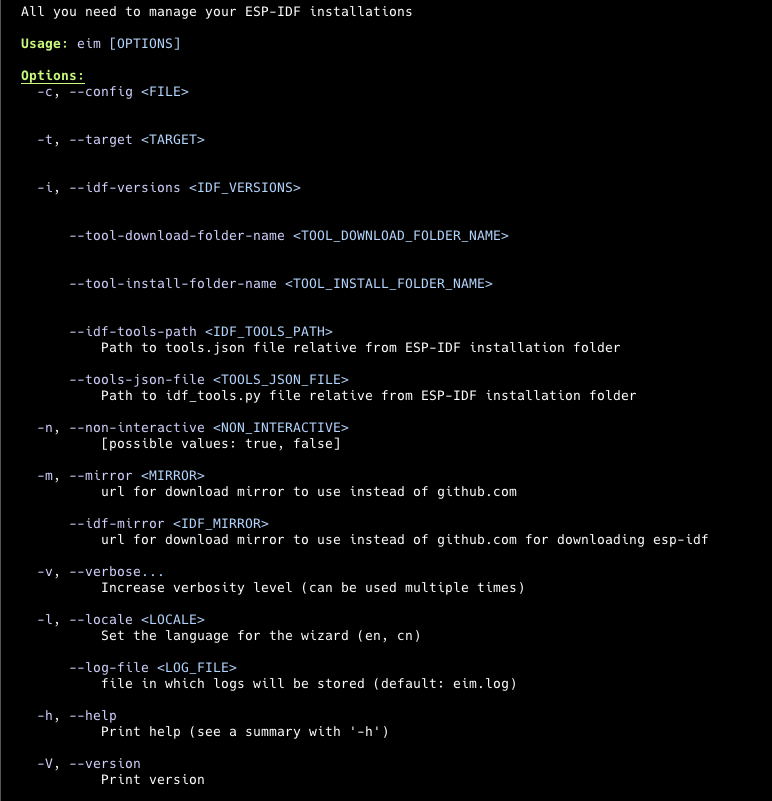 All you need to manage your ESP-IDF installations
Usage: eim [OPTIONS]
Options:
-c, --config <FILE>
-t, --target <TARGET>
-i, --idf-versions <IDF_VERSIONS>
--tool-download-folder-name <TOOL_DOWNLOAD_FOLDER_NAME>
--tool-install-folder-name <TOOL_INSTALL_FOLDER_NAME>
--idf-tools-path <IDF_TOOLS_PATH>
Path to tools.json file relative from ESP-IDF installation folder
--tools-json-file <TOOLS_JSON_FILE>
Path to idf_tools.py file relative from ESP-IDF installation folder
-n, --non-interactive <NON_INTERACTIVE>
[possible values: true, false]
-m, --mirror <MIRROR>
url for download mirror to use instead of github.com
--idf-mirror <IDF_MIRROR>
url for download mirror to use instead of github.com for downloading esp-idf
-v, --verbose...
Increase verbosity level (can be used multiple times)
-l, --locale <LOCALE>
Set the language for the wizard (en, cn)
--log-file <LOG_FILE>
file in which logs will be stored (default: eim.log)
-h, --help
Print help (see a summary with '-h')
-V, --version
Print version